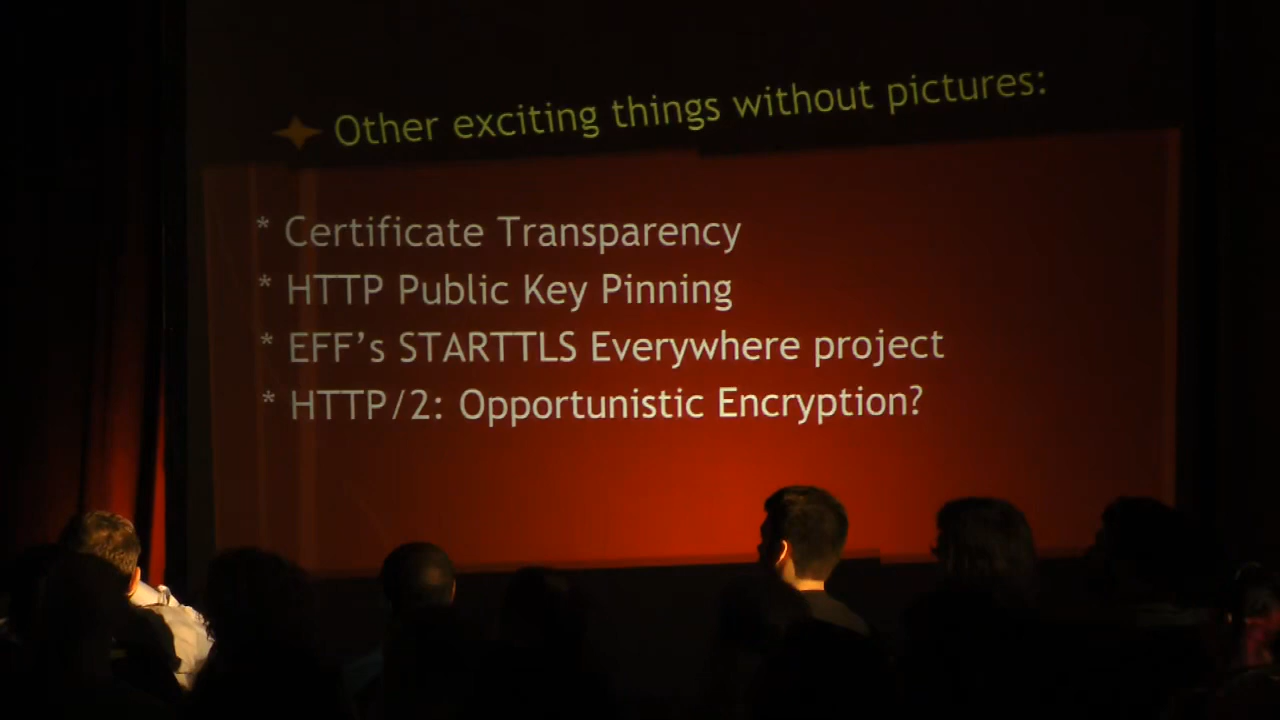 Other exciting things without pictures:
* Certificate Transparency
* HTTP Public Key Pinning
* EFF’s STARTTLS Everywhere project
* HTTP/2: Opportunistic Encryption?